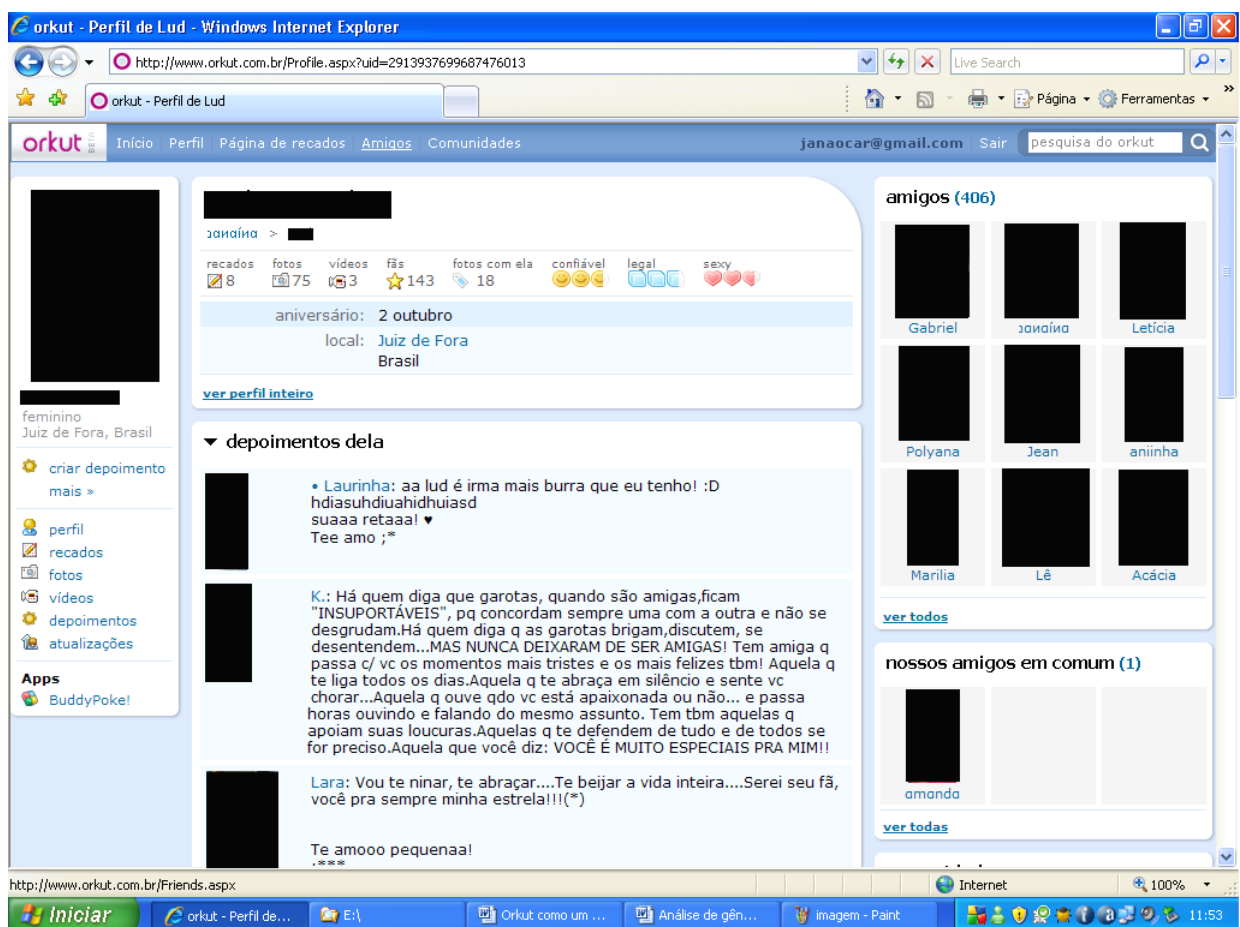 orkut - Perfil de Lud - Windows Internet Explorer
http://www.orkut.com.br/Profile.aspx?uid=2913937699687476013
Live Search
orkut - Perfil de Lud
Página
Ferramentas
orkut BETA
Início Perfil Página de recados Amigos Comunidades
janaocar@gmail.com Sair
pesquisa do orkut
feminino
Juiz de Fora, Brasil
criar depoimento
mais »
perfil
recados
fotos
vídeos
depoimentos
atualizações
Apps
BuddyPoke!
>
recados fotos vídeos fãs fotos com ela confiável legal sexy
8 75 3 143 18
aniversário: 2 outubro
local: Juiz de Fora
Brasil
ver perfil inteiro
depoimentos dela
• Laurinha: aa lud é irma mais burra que eu tenho! :D
hdiasuhdiuahidhuiasd
suaaa retaaa! ♥
Tee amo ;*
K.: Há quem diga que garotas, quando são amigas,ficam
"INSUPORTÁVEIS", pq concordam sempre uma com a outra e não se
desgrudam.Há quem diga q as garotas brigam,discutem, se
desentendem...MAS NUNCA DEIXARAM DE SER AMIGAS! Tem amiga q
passa c/ vc os momentos mais tristes e os mais felizes tbm! Aquela q
te liga todos os dias.Aquela q te abraça em silêncio e sente vc
chorar...Aquela q ouve qdo vc está apaixonada ou não... e passa
horas ouvindo e falando do mesmo assunto. Tem tbm aquelas q
apoiam suas loucuras.Aquelas q te defendem de tudo e de todos se
for preciso.Aquela que você diz: VOCÊ É MUITO ESPECIAIS PRA MIM!!
Lara: Vou te ninar, te abraçar....Te beijar a vida inteira....Serei seu fã,
você pra sempre minha estrela!!!(*)
Te amooo pequenaa!
amigos (406)
Gabriel
Letícia
Polyana Jean aniinha
Marilia Lê Acácia
ver todos
nossos amigos em comum (1)
amanda
ver todas
http://www.orkut.com.br/Friends.aspx
Internet
100%
Iniciar
orkut - Perfil de...
E:\
Orkut como um ...
Análise de gên...
imagem - Paint
11:53